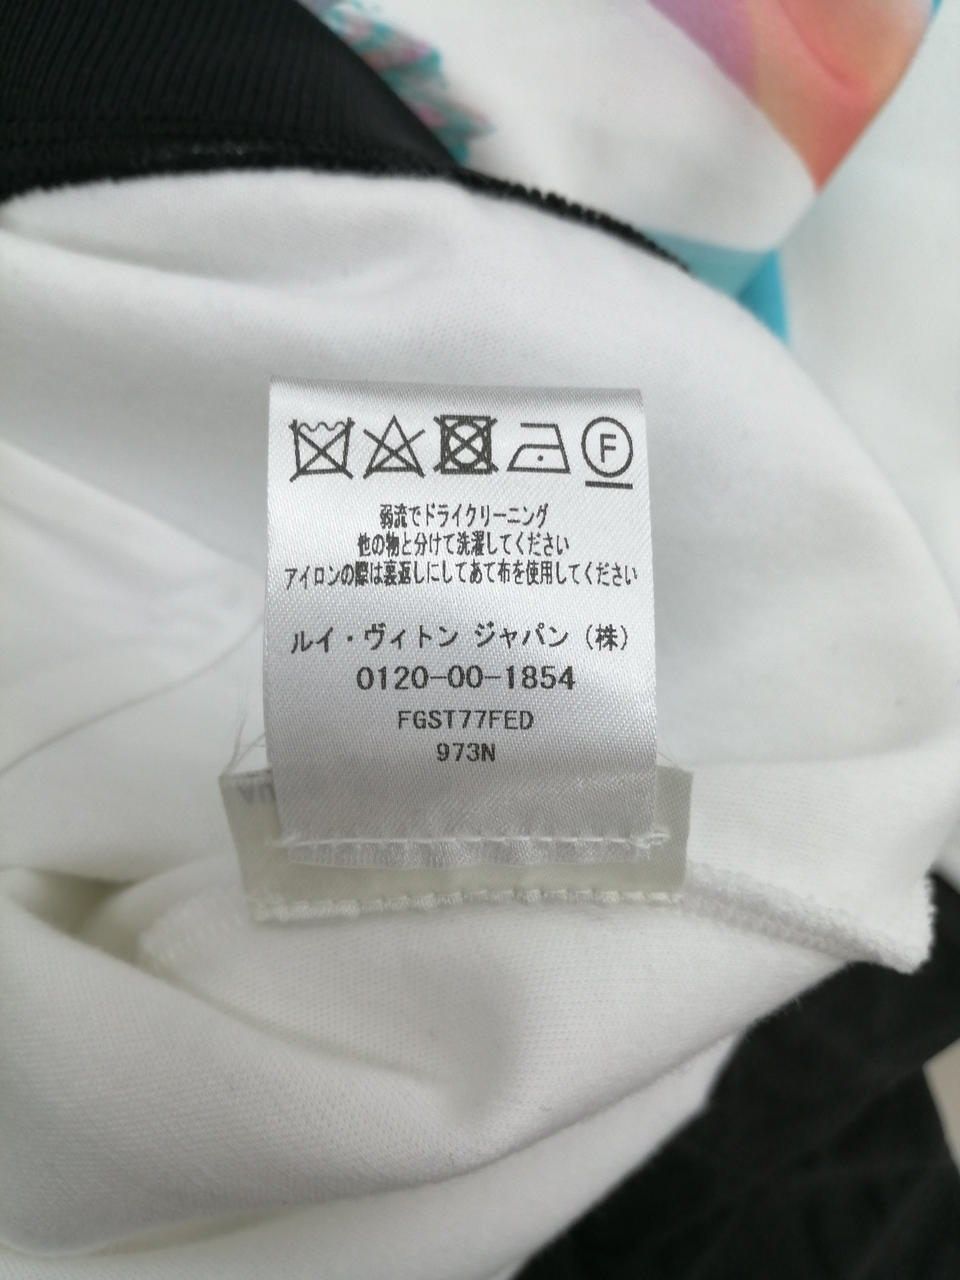 F
弱流でドライクリーニング
他の物と分けて洗濯してください
アイロンの際は裏返しにしてあて布を使用してください
ルイ・ヴィトン ジャパン（株）
0120-00-1854
FGST77FED
973N